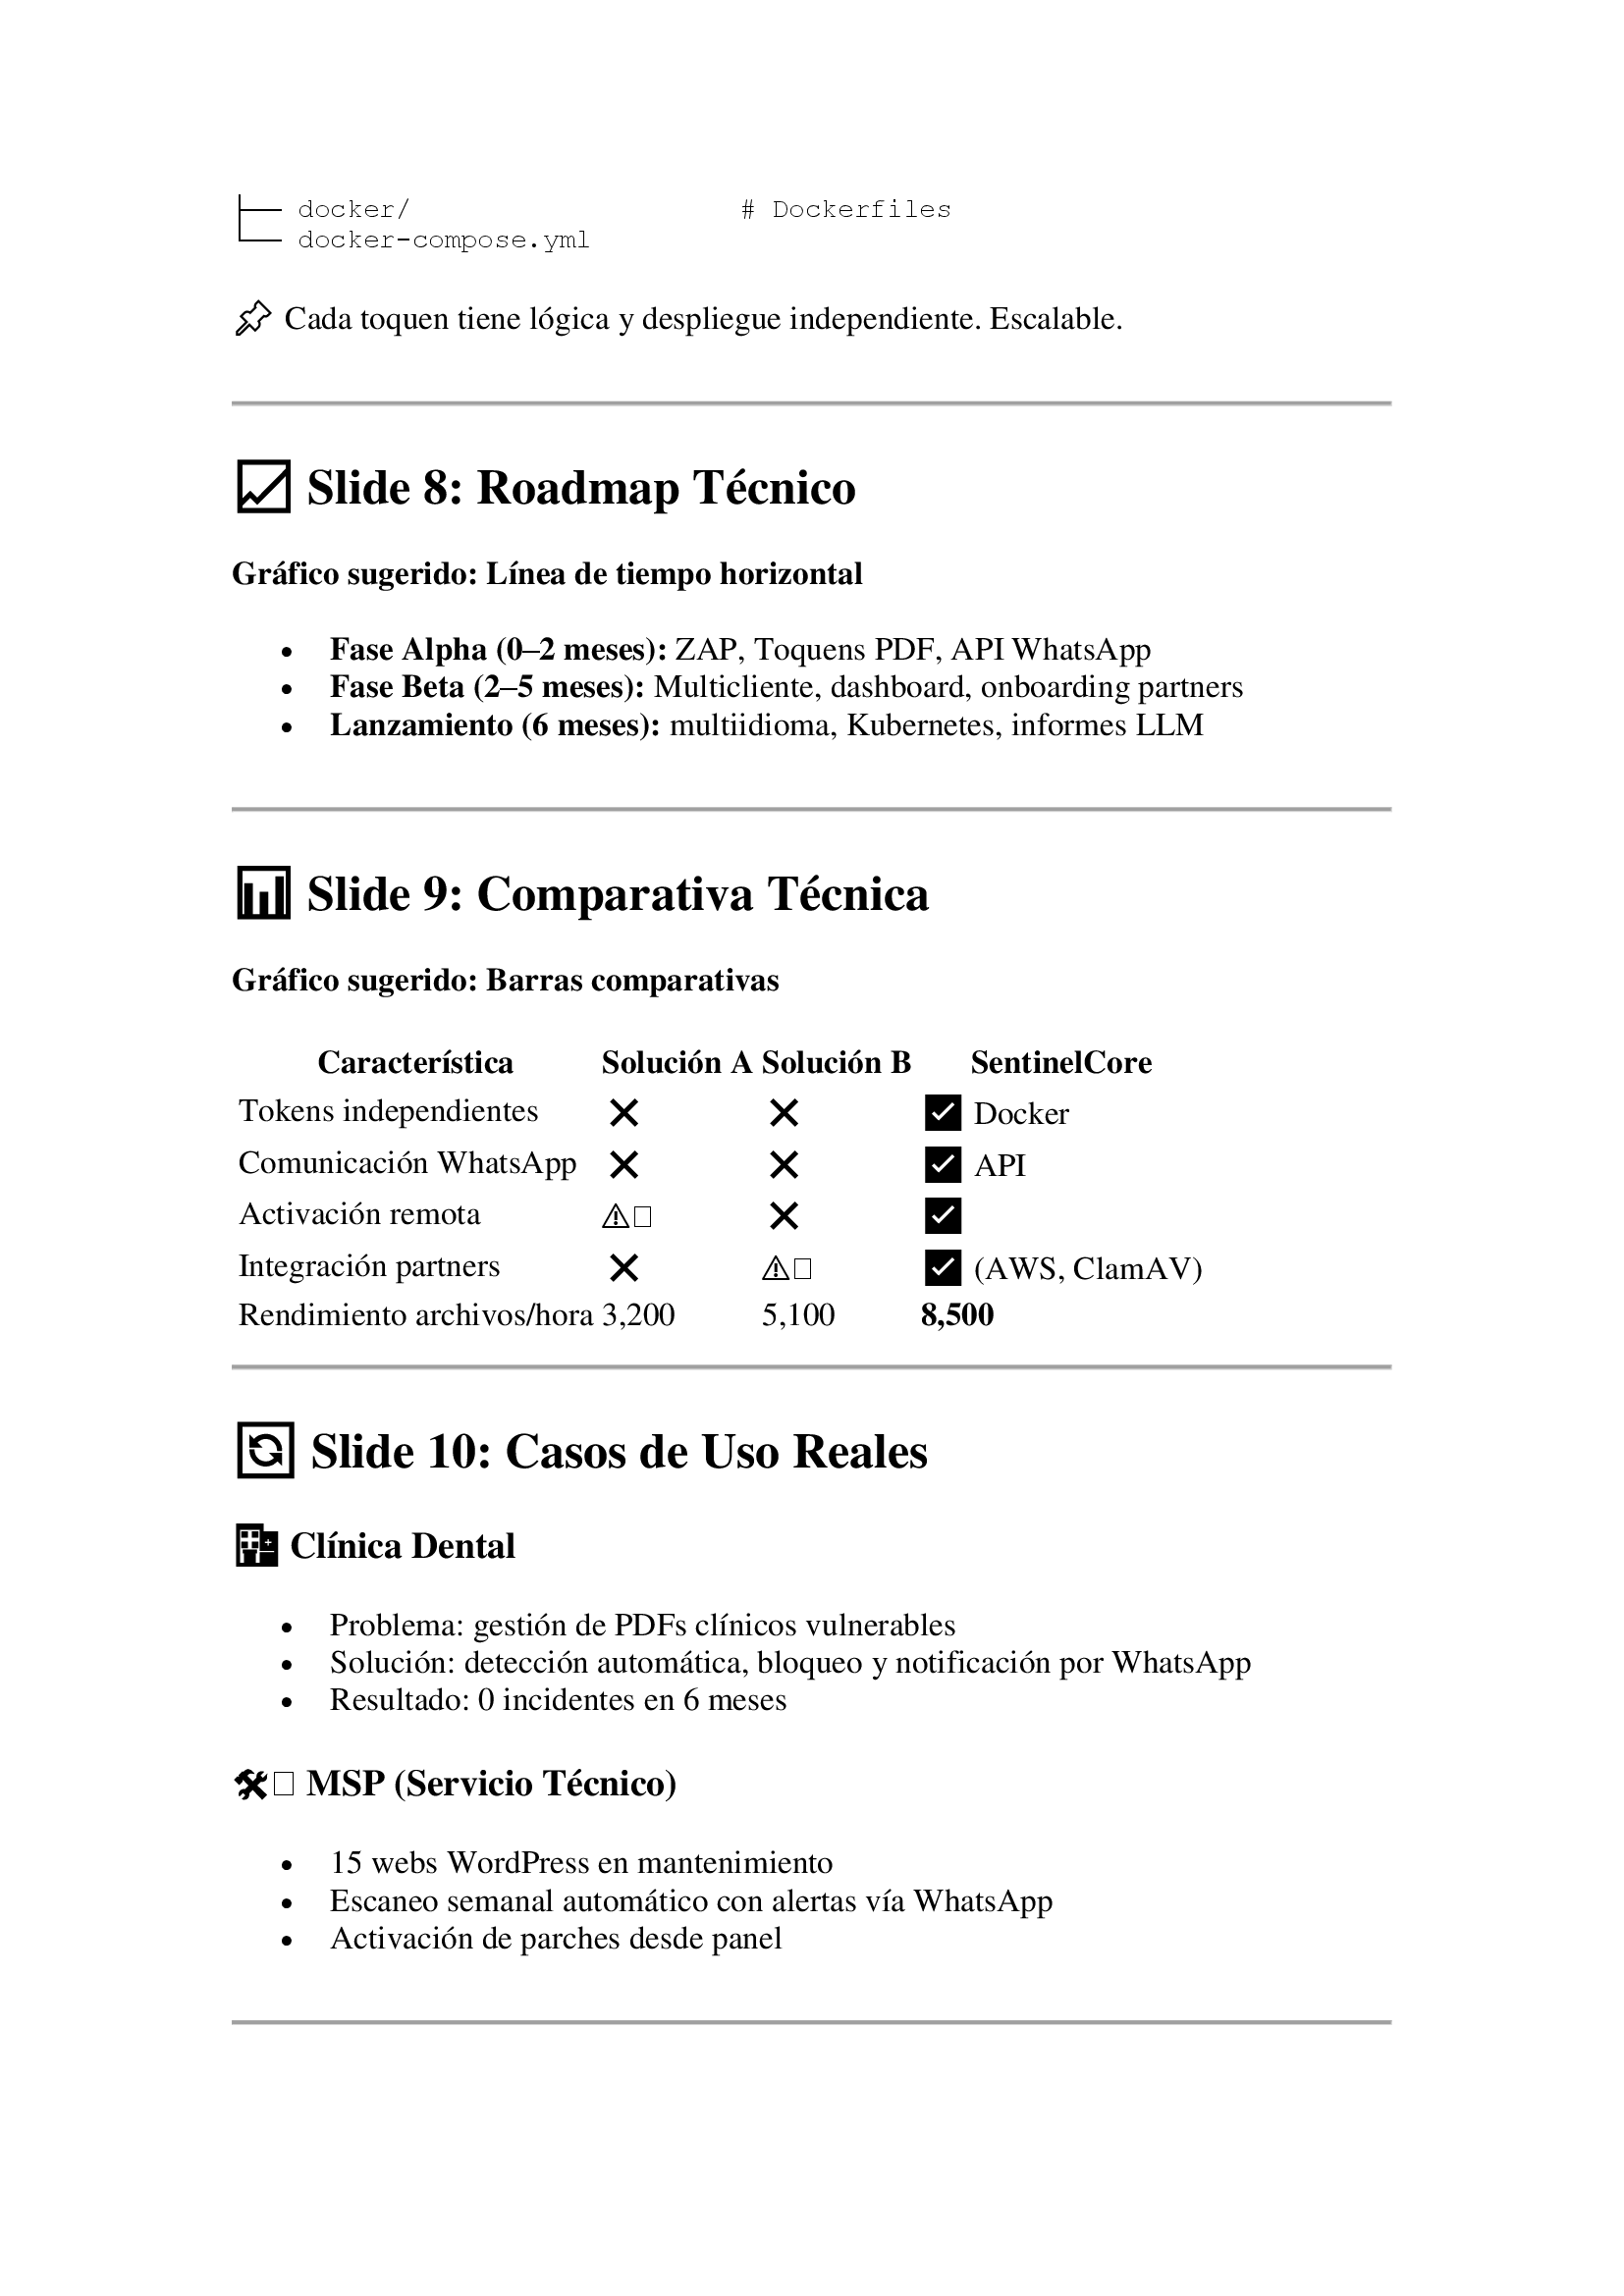 ├── docker/ # Dockerfiles
└── docker-compose.yml
📌 Cada toquen tiene lógica y despliegue independiente. Escalable.
📈 Slide 8: Roadmap Técnico
Gráfico sugerido: Línea de tiempo horizontal
• Fase Alpha (0–2 meses): ZAP, Toquens PDF, API WhatsApp
• Fase Beta (2–5 meses): Multicliente, dashboard, onboarding partners
• Lanzamiento (6 meses): multiidioma, Kubernetes, informes LLM
📊 Slide 9: Comparativa Técnica
Gráfico sugerido: Barras comparativas
Característica Solución A Solución B SentinelCore
Tokens independientes ❌ ❌ ✅ Docker
Comunicación WhatsApp ❌ ❌ ✅ API
Activación remota ⚠□ ❌ ✅
Integración partners ❌ ⚠□ ✅ (AWS, ClamAV)
Rendimiento archivos/hora 3,200 5,100 8,500
🔄 Slide 10: Casos de Uso Reales
🏥 Clínica Dental
• Problema: gestión de PDFs clínicos vulnerables
• Solución: detección automática, bloqueo y notificación por WhatsApp
• Resultado: 0 incidentes en 6 meses
🛠□ MSP (Servicio Técnico)
• 15 webs WordPress en mantenimiento
• Escaneo semanal automático con alertas vía WhatsApp
• Activación de parches desde panel